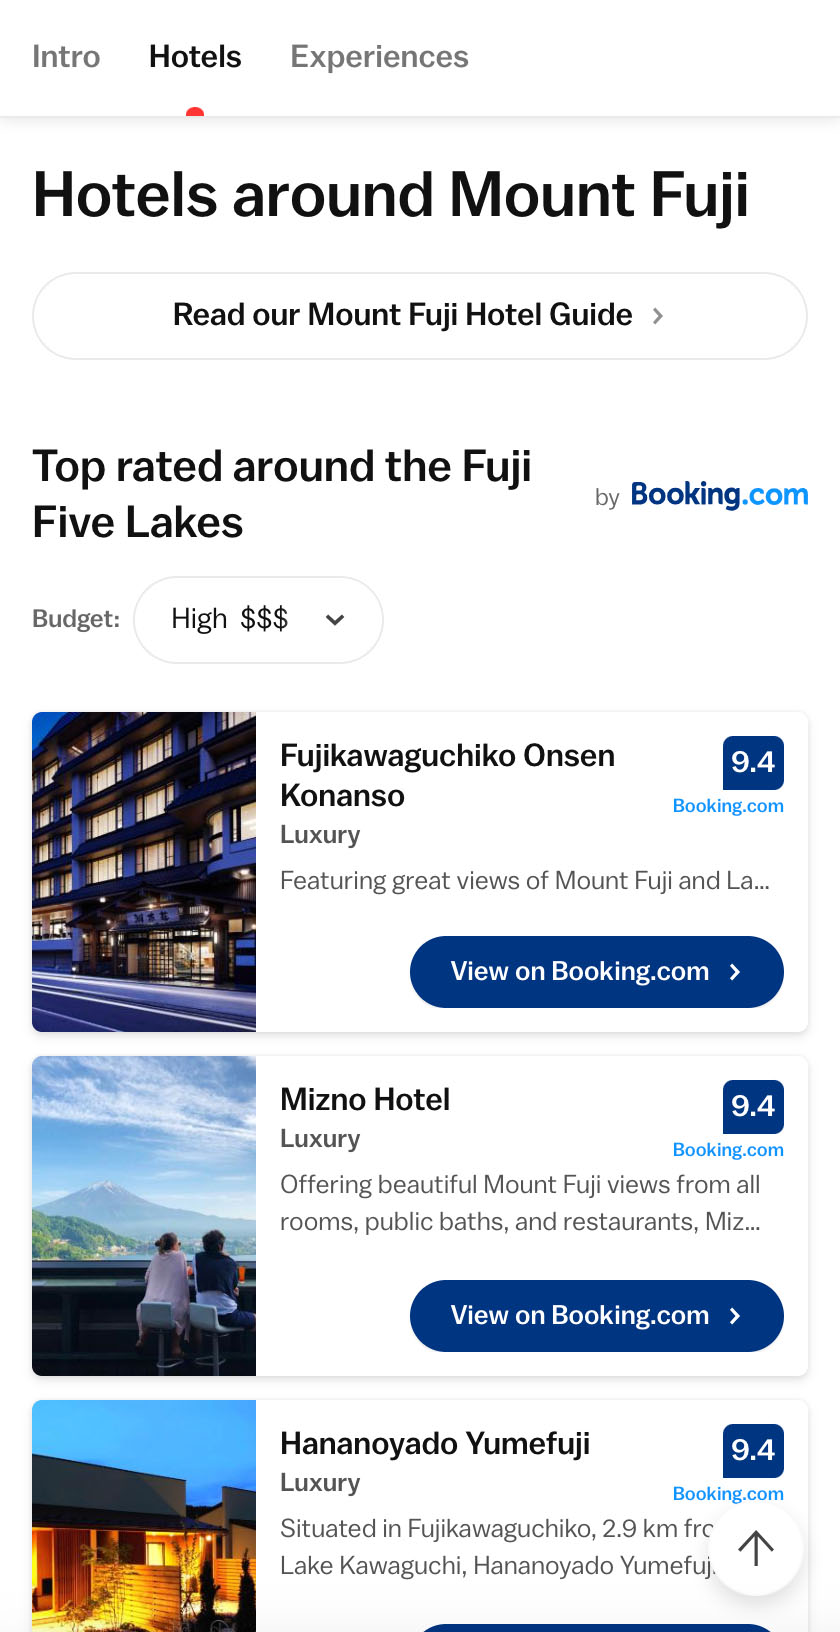 Intro Hotels Experiences
Hotels around Mount Fuji
Read our Mount Fuji Hotel Guide
Top rated around the Fuji
Five Lakes
by Booking.com
Budget: High $$$
Fujikawaguchiko Onsen
Konanso
Luxury
9.4
Booking.com
Featuring great views of Mount Fuji and La...
View on Booking.com
Mizno Hotel
Luxury
9.4
Booking.com
Offering beautiful Mount Fuji views from all
rooms, public baths, and restaurants, Miz...
View on Booking.com
Hananoyado Yumefuji
Luxury
9.4
Booking.com
Situated in Fujikawaguchiko, 2.9 km
Lake Kawaguchi, Hananoyado